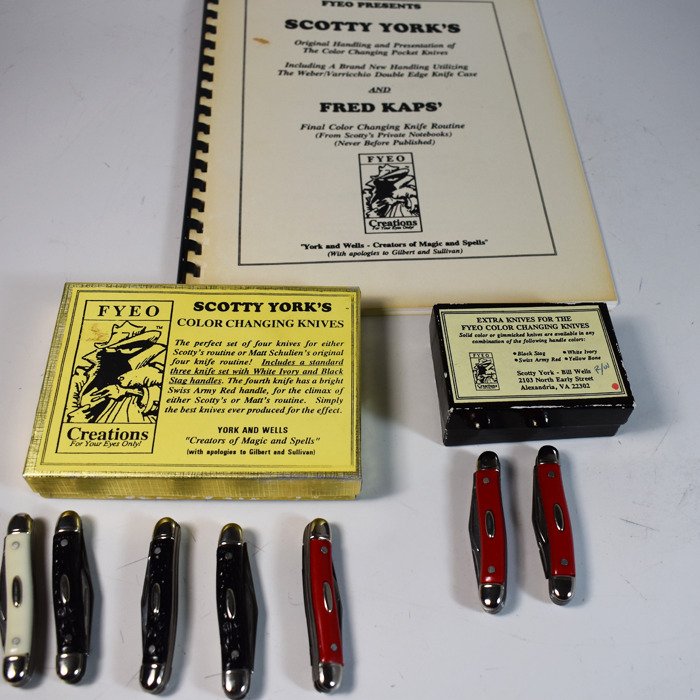 FYEO PRESENTS
SCOTTY YORK'S
Original Handling and Presentation of
The Color Changing Pocket Knives
Including A Brand New Handling Utilizing
The Weber/Varricchio Double Edge Knife Case
AND
FRED KAPS'
Final Color Changing Knife Routine
(From Scotty's Private Notebooks)
(Never Before Published)
FYEO
Creations
For Your Eyes Only!
"York and Wells - Creators of Magic and Spells"
(With apologies to Gilbert and Sullivan)
FYEO
TM
Creations
For Your Eyes Only!
SCOTTY YORK'S
COLOR CHANGING KNIVES
The perfect set of four knives for either
Scotty's routine or Matt Schulien's original
four knife routine! Includes a standard
three knife set with White Ivory and Black
Stag handles. The fourth knife has a bright
Swiss Army Red handle, for the climax of
either Scotty's or Matt's routine. Simply
the best knives ever produced for the effect.
YORK AND WELLS
"Creators of Magic and Spells"
(with apologies to Gilbert and Sullivan)
EXTRA KNIVES FOR THE
FYEO COLOR CHANGING KNIVES
Solid color or gimmicked knives are available in any
combination of the following handle colors:
•Black Stag •White Ivory
•Swiss Army Red •Yellow Bone
FYEO
Creations
Scotty York - Bill Wells
2103 North Early Street
Alexandria, VA 22302